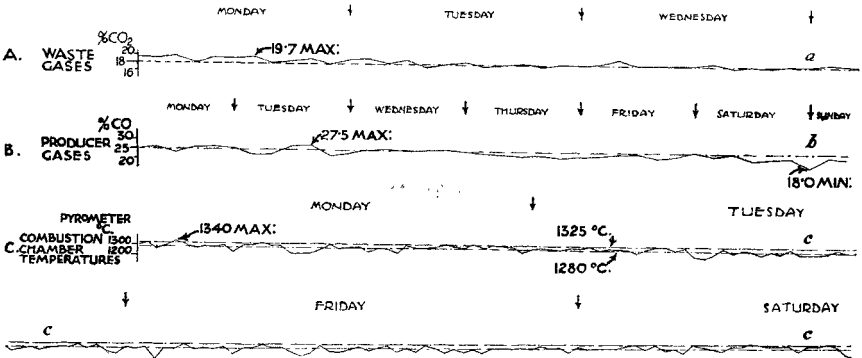 MONDAY TUESDAY WEDNESDAY
%CO2
A. WASTE GASES
20
18
16
19.7 MAX:
a
MONDAY TUESDAY WEDNESDAY THURSDAY FRIDAY SATURDAY SUNDAY
%CO
B. PRODUCER GASES
30
25
20
27.5 MAX:
b
18.0 MIN:
MONDAY TUESDAY
PYROMETER
°C.
C. COMBUSTION CHAMBER TEMPERATURES
1300
1200
1340 MAX:
1325 °C.
1280 °C.
c
FRIDAY SATURDAY
c c